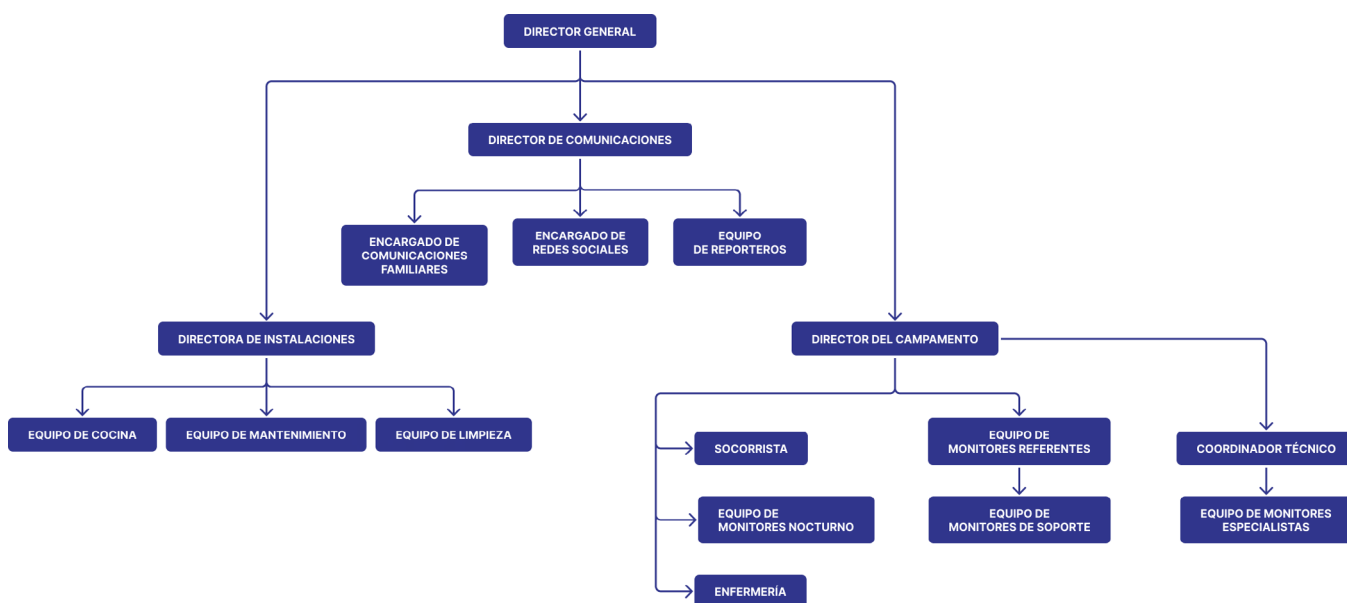 DIRECTOR GENERAL
DIRECTOR DE COMUNICACIONES
ENCARGADO DE
COMUNICACIONES
FAMILIARES
ENCARGADO DE
REDES SOCIALES
EQUIPO
DE REPORTEROS
DIRECTORA DE INSTALACIONES
DIRECTOR DEL CAMPAMENTO
EQUIPO DE COCINA
EQUIPO DE MANTENIMIENTO
EQUIPO DE LIMPIEZA
SOCORRISTA
EQUIPO DE
MONITORES REFERENTES
COORDINADOR TÉCNICO
EQUIPO DE
MONITORES NOCTURNO
EQUIPO DE
MONITORES DE SOPORTE
EQUIPO DE MONITORES
ESPECIALISTAS
ENFERMERÍA